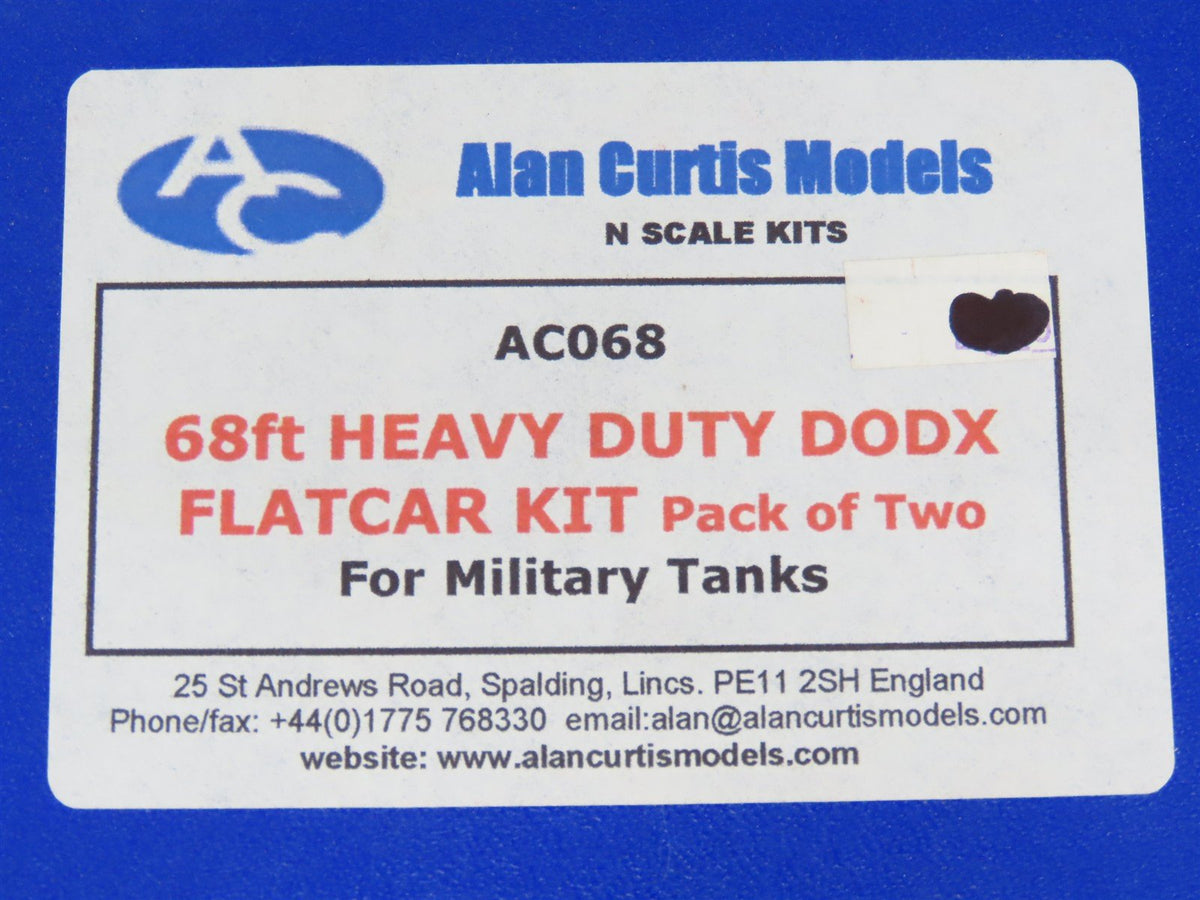 AC
Alan Curtis Models
N SCALE KITS
AC068
68ft HEAVY DUTY DODX
FLATCAR KIT Pack of Two
For Military Tanks
25 St Andrews Road, Spalding, Lincs. PE11 2SH England
Phone/fax: +44(0)1775 768330 email:alan@alancurtismodels.com
website: www.alancurtismodels.com